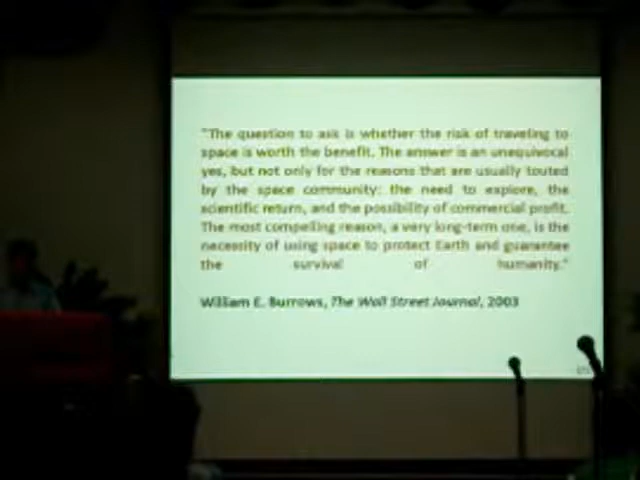 "The question to ask is whether the risk of traveling to
space is worth the benefit. The answer is an unequivocal
yes, but not only for the reasons that are usually touted
by the space community: the need to explore, the
scientific return, and the possibility of commercial profit.
The most compelling reason, a very long-term one, is the
necessity of using space to protect Earth and guarantee
the survival of humanity."
William E. Burrows, The Wall Street Journal, 2003